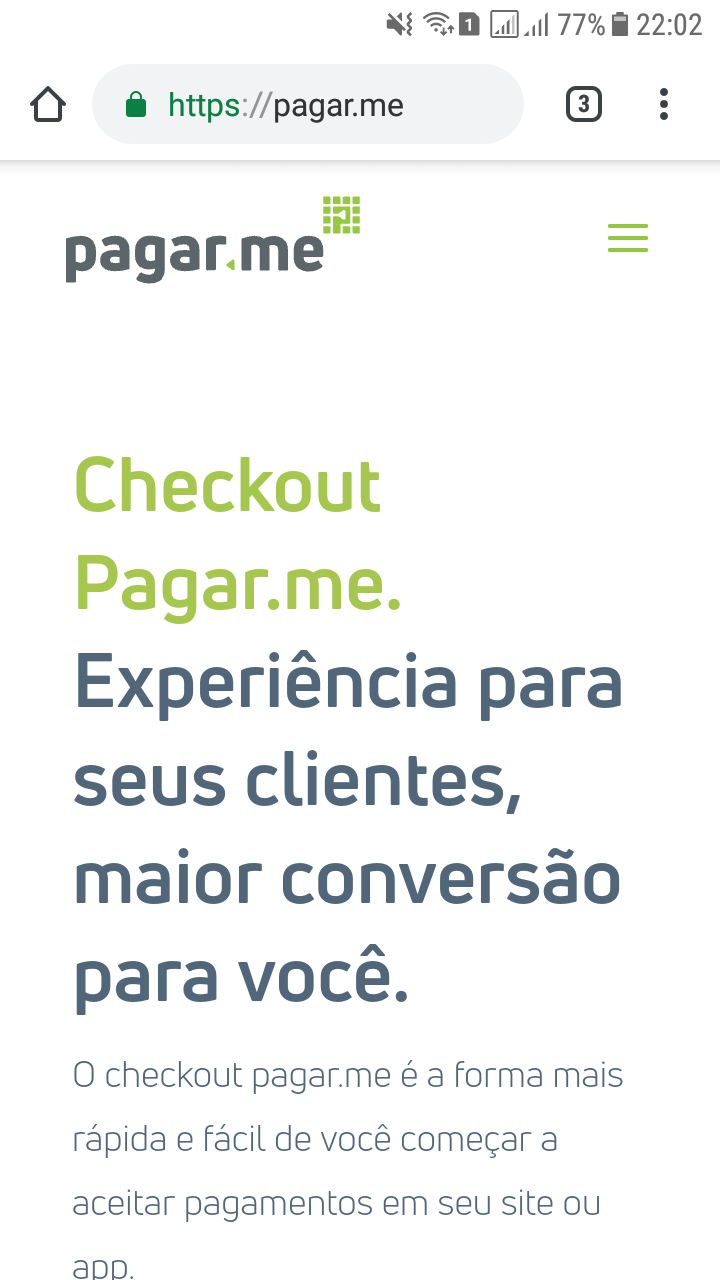 1 77% 22:02
https://pagar.me 3
pagar.me
Checkout
Pagar.me.
Experiência para
seus clientes,
maior conversão
para você.
O checkout pagar.me é a forma mais
rápida e fácil de você começar a
aceitar pagamentos em seu site ou
app.